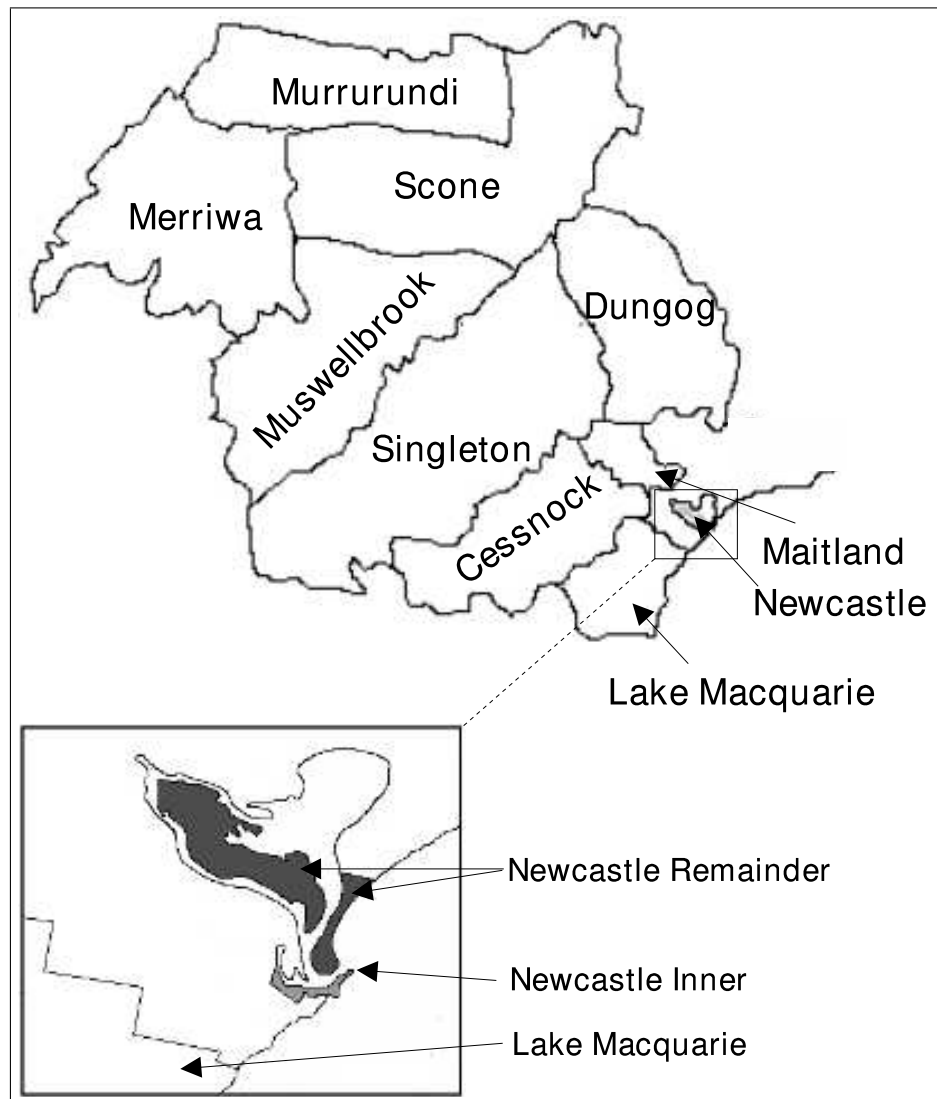 Murrurundi
Scone
Merriwa
Dungog
Muswellbrook
Singleton
Cessnock
Maitland
Newcastle
Lake Macquarie
Newcastle Remainder
Newcastle Inner
Lake Macquarie